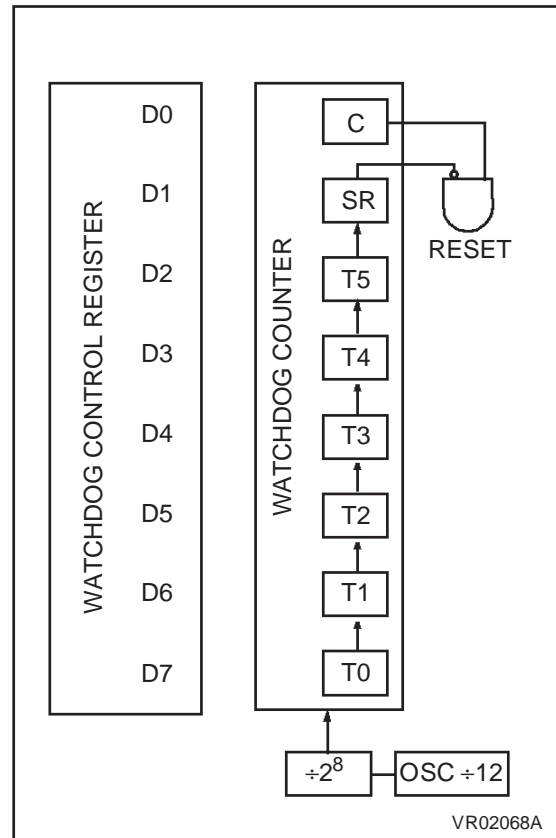 WATCHDOG CONTROL REGISTER
D0
D1
D2
D3
D4
D5
D6
D7
WATCHDOG COUNTER
C
SR
T5
T4
T3
T2
T1
T0
RESET
÷2⁸
OSC ÷12
VR02068A